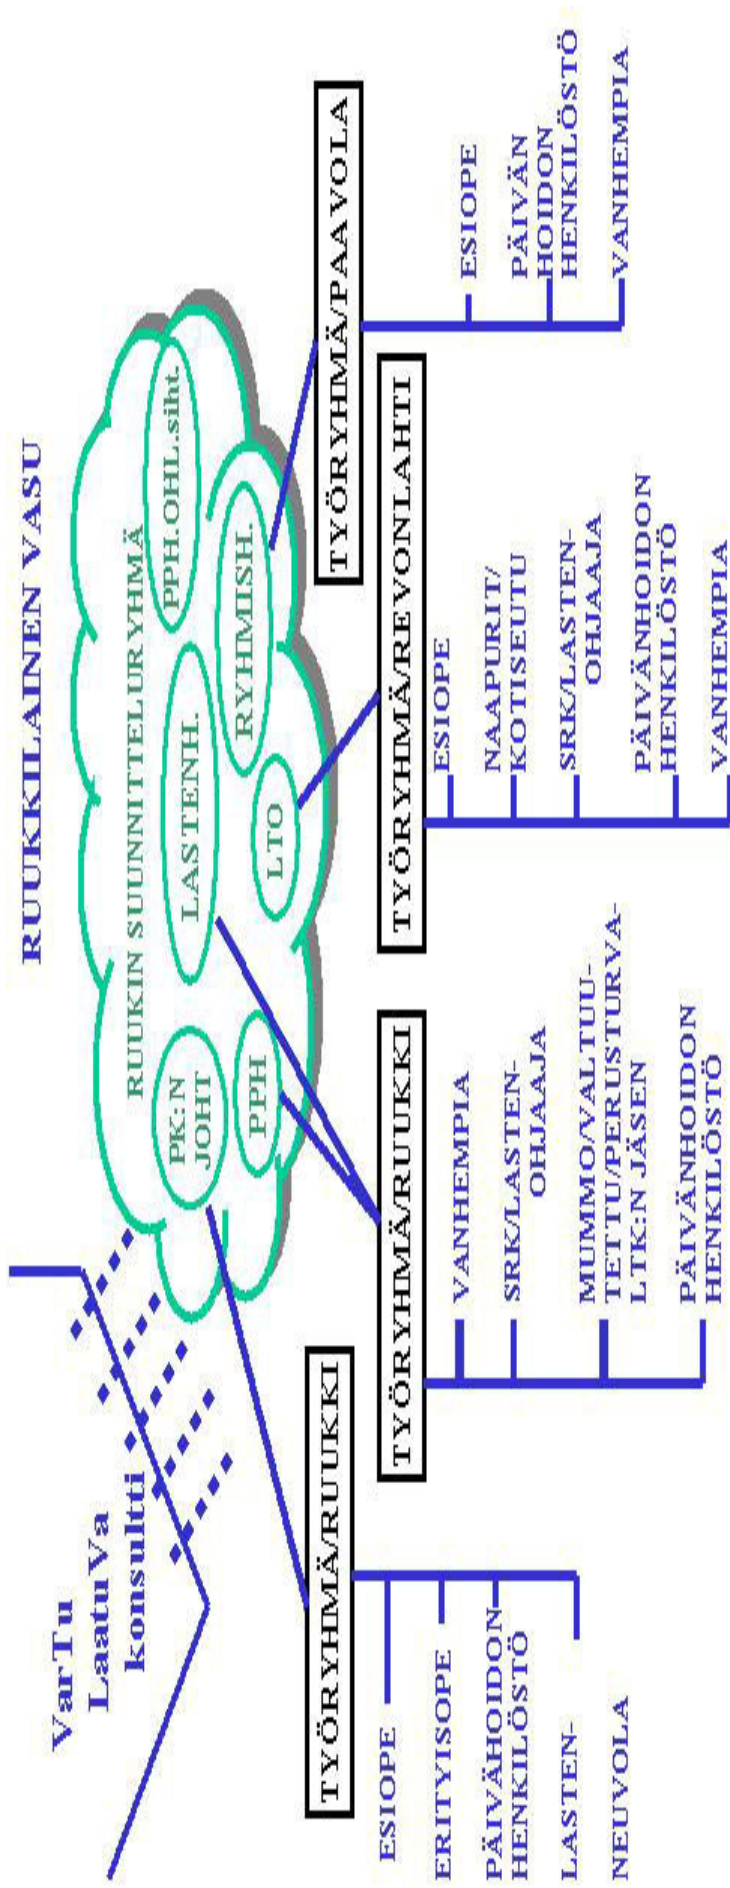 RUUKKILAINEN VASU
VarTu
LaatuVa
konsultti
RUUKIN SUUNNITTELURYHMÄ
PK:N
JOHT
LASTENH.
PPH.OHL.siht.
PPH
LTO
RYHMISH.
TYÖRYHMÄ/RUUKKI
ESIOPE
ERITYISOPE
PÄIVÄHOIDON
HENKILÖSTÖ
LASTEN-
NEUVOLA
TYÖRYHMÄ/RUUKKI
VANHEMPIA
SRK/LASTEN-
OHJAAJA
MUMMO/VALTUU-
TETTU/PERUSTURVA-
LTK:N JÄSEN
PÄIVÄNHOIDON
HENKILÖSTÖ
TYÖRYHMÄ/REVONLAHTI
ESIOPE
NAAPURIT/
KOTISEUTU
SRK/LASTEN-
OHJAAJA
PÄIVÄNHOIDON
HENKILÖSTÖ
VANHEMPIA
TYÖRYHMÄ/PAAVOLA
ESIOPE
PÄIVÄN
HOIDON
HENKILÖSTÖ
VANHEMPIA